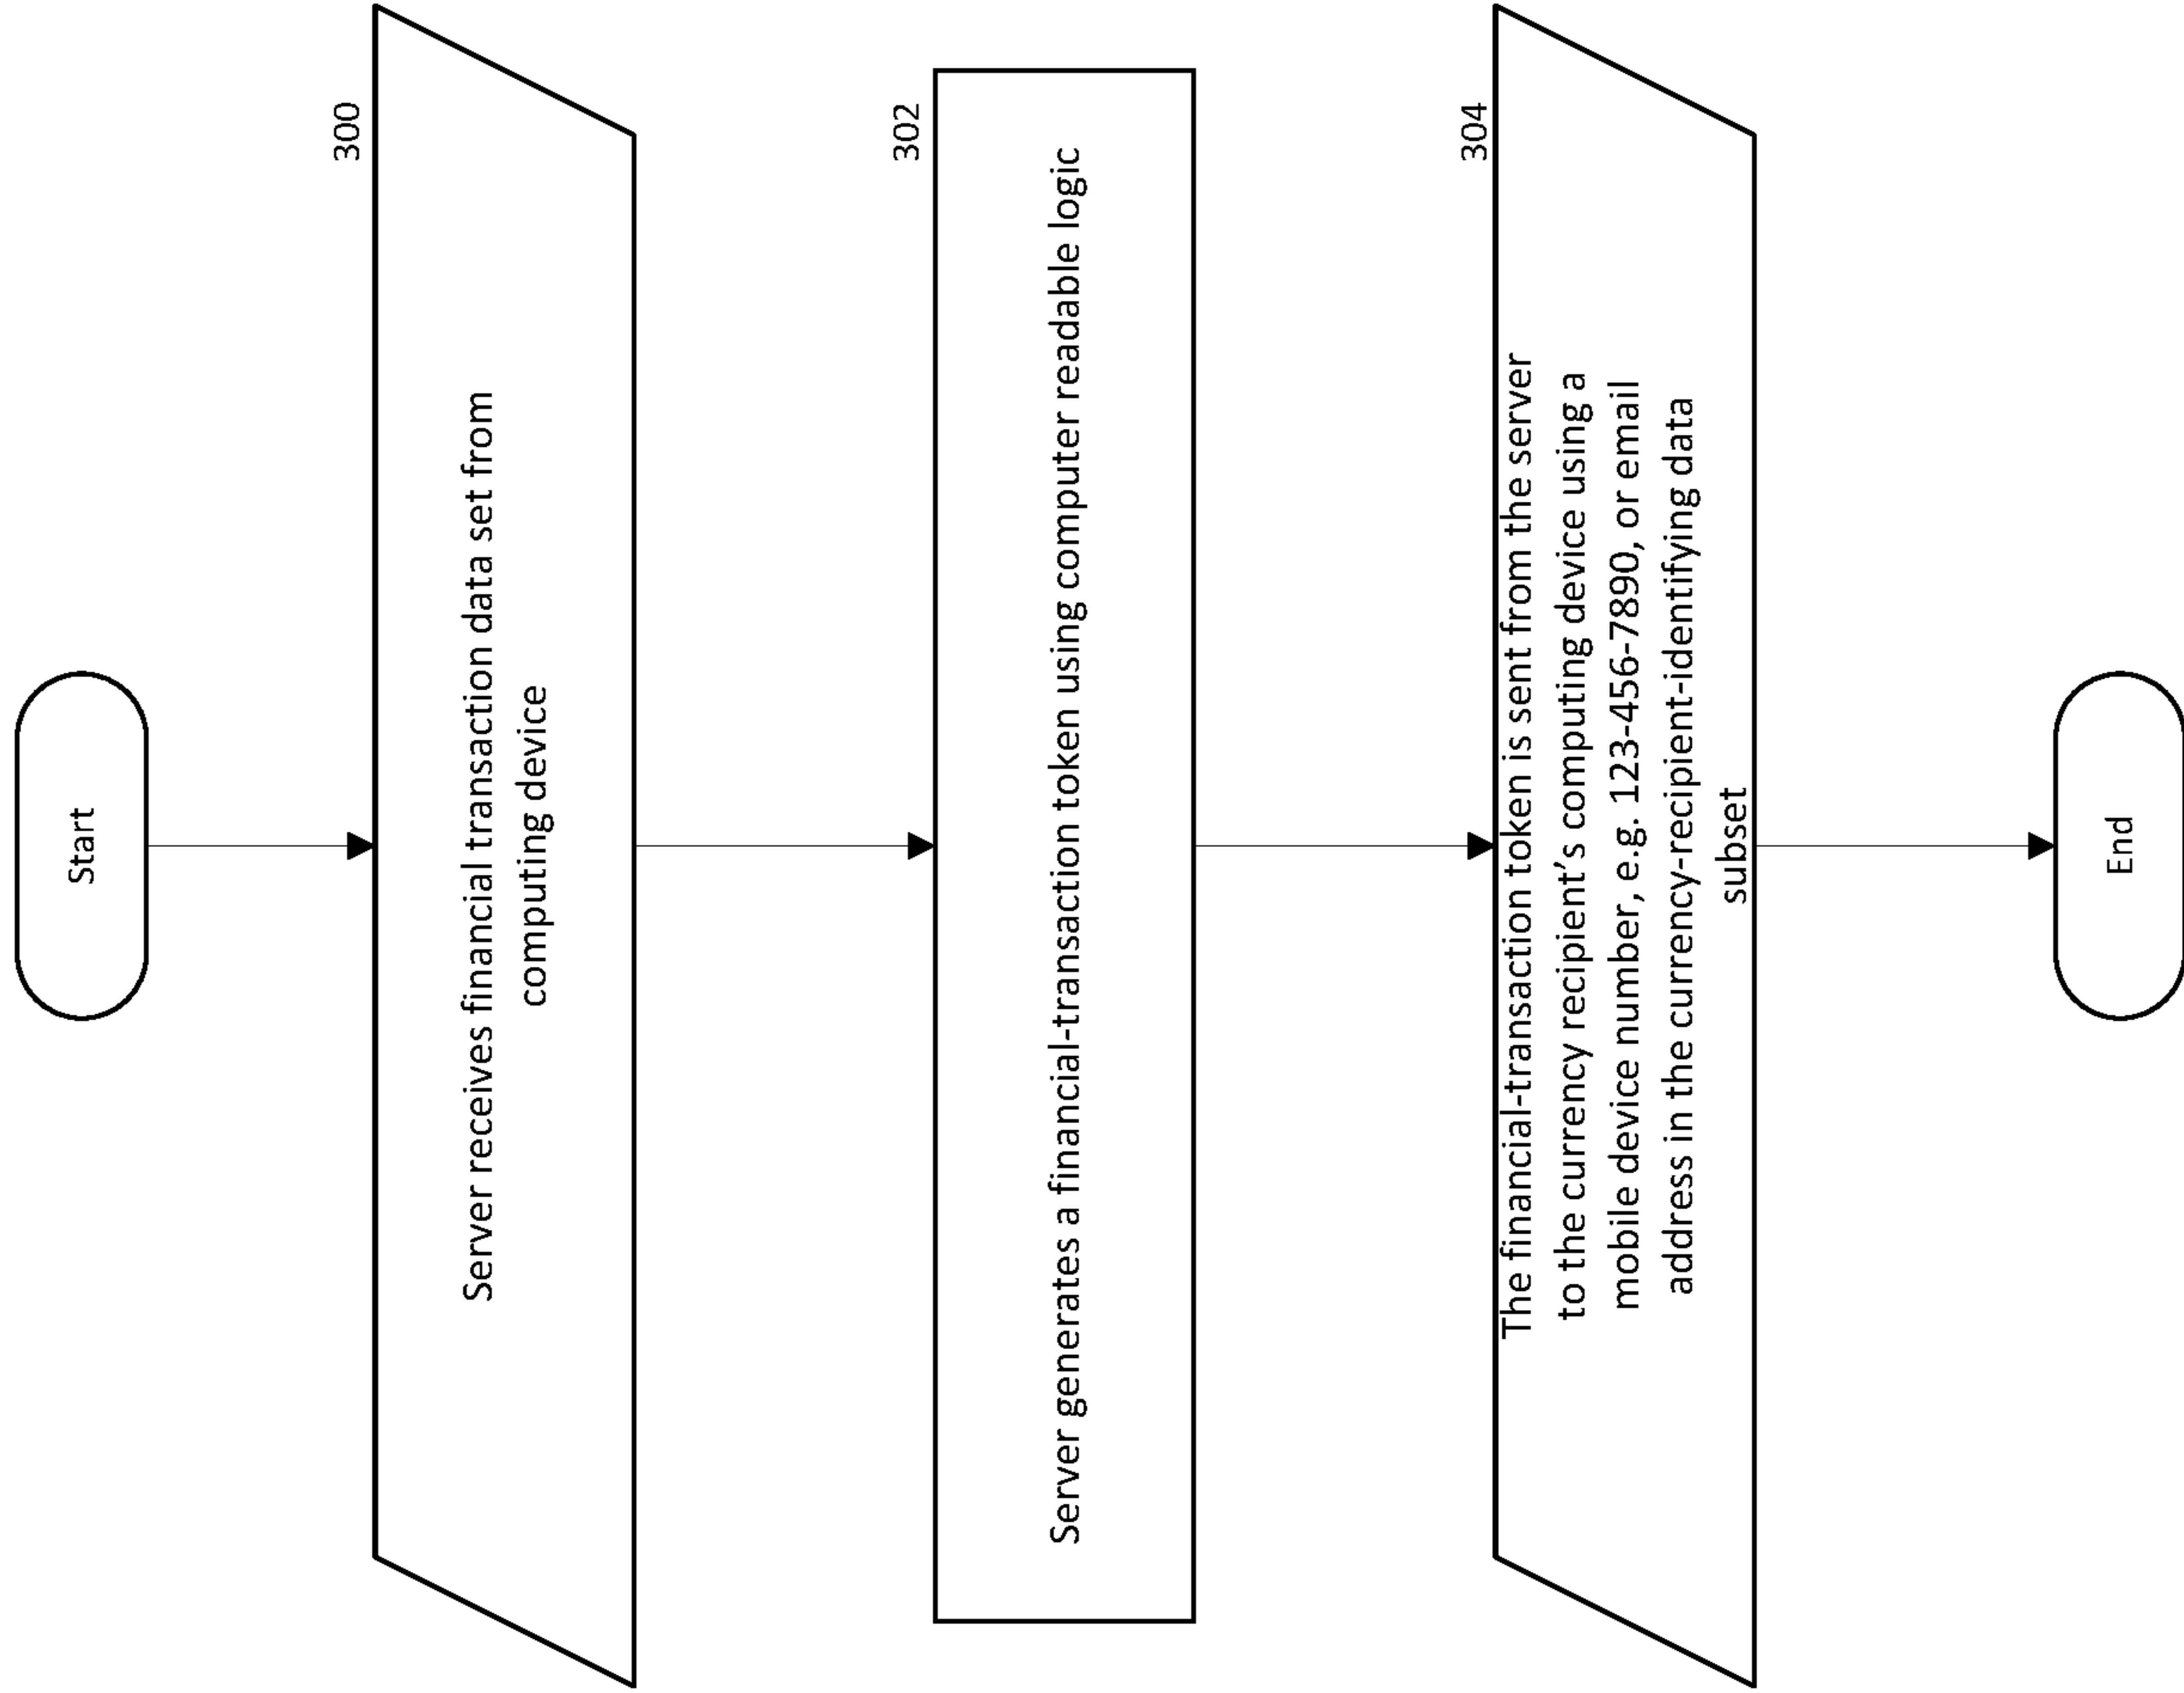 Start
300
Server receives financial transaction data set from
computing device
302
Server generates a financial-transaction token using computer readable logic
304
The financial-transaction token is sent from the server
to the currency recipient’s computing device using a
mobile device number, e.g. 123-456-7890, or email
address in the currency-recipient-identifying data
subset
End